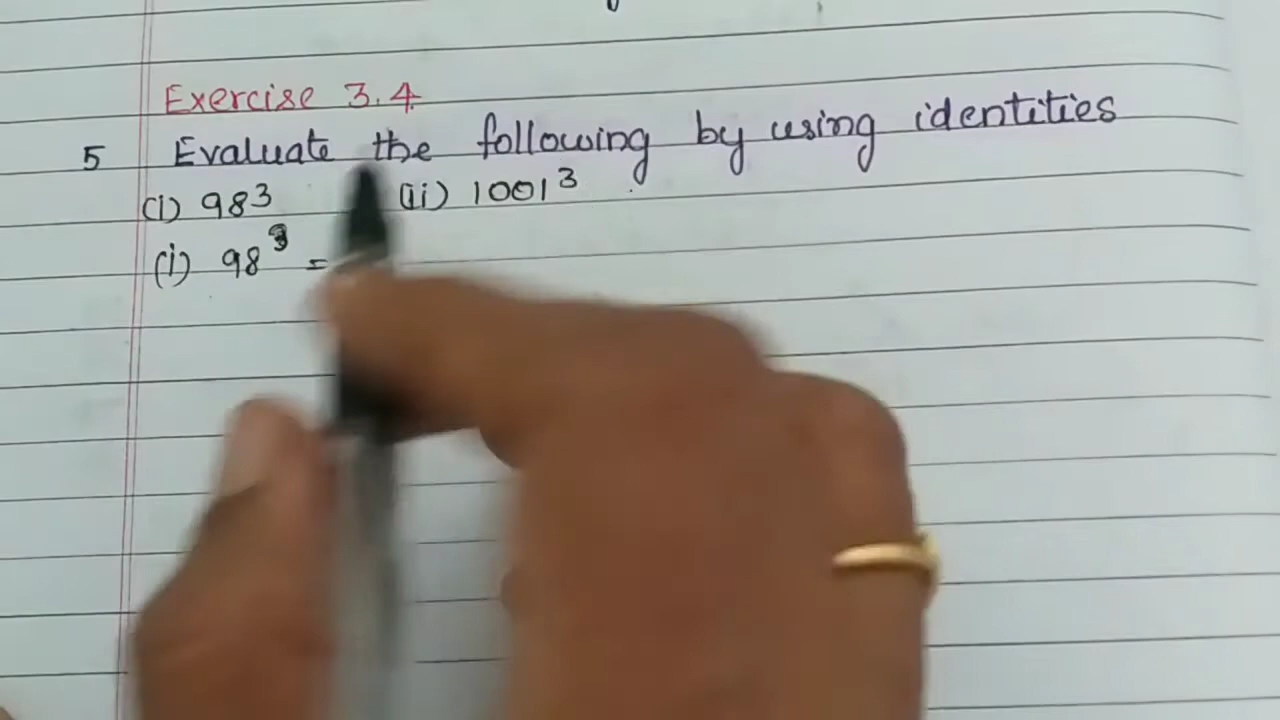 Exercise 3.4
5 Evaluate the following by using identities
(i) 98³ (ii) 1001³
(i) 98³ =